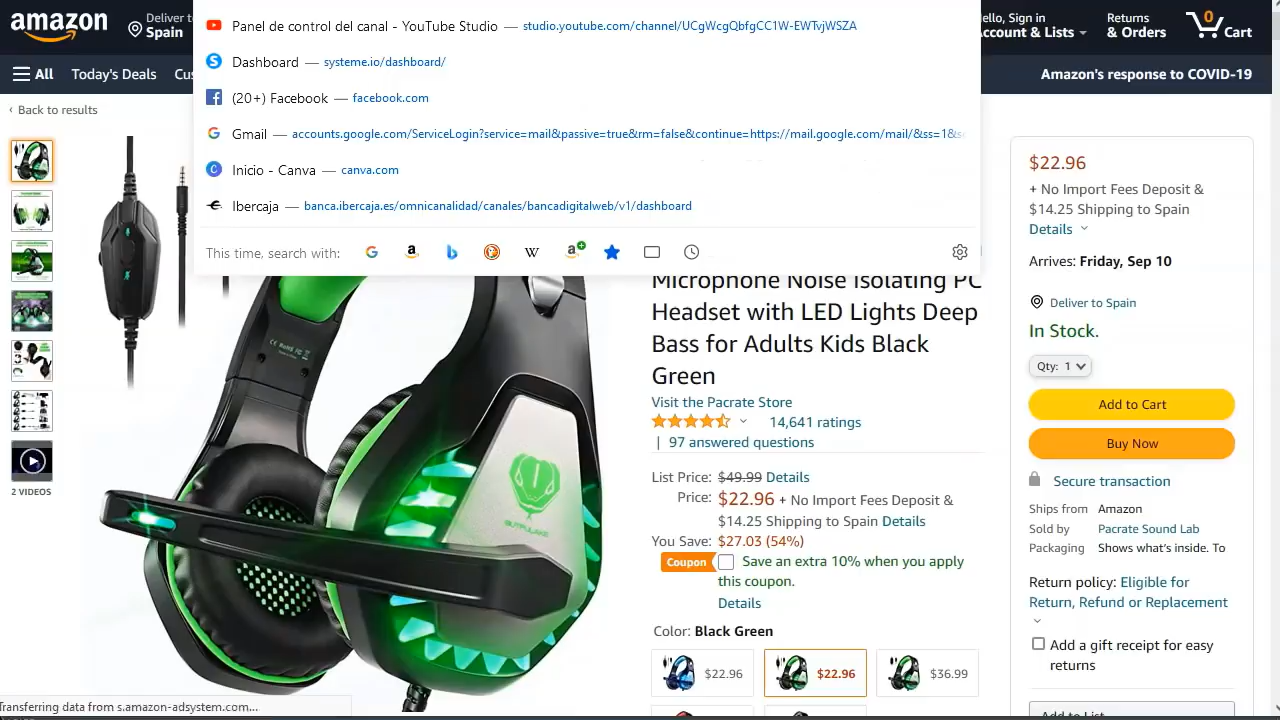 amazon
Deliver to
Spain
Panel de control del canal - YouTube Studio — studio.youtube.com/channel/UCgWcgQbfgCC1W-EWTvjWSZA
Dashboard — systeme.io/dashboard/
(20+) Facebook — facebook.com
Gmail — accounts.google.com/ServiceLogin?service=mail&passive=true&rm=false&continue=https://mail.google.com/mail/&ss=1&s
Inicio - Canva — canva.com
Ibercaja — banca.ibercaja.es/omnicanalidad/canales/bancadigitalweb/v1/dashboard
This time, search with:
ello, Sign in
Account & Lists
Returns
& Orders
0
Cart
All
Today's Deals
Cus
Amazon's response to COVID-19
‹ Back to results
2 VIDEOS
Microphone Noise Isolating PC
Headset with LED Lights Deep
Bass for Adults Kids Black
Green
Visit the Pacrate Store
14,641 ratings
| 97 answered questions
List Price: $49.99 Details
Price: $22.96 + No Import Fees Deposit &
$14.25 Shipping to Spain Details
You Save: $27.03 (54%)
Coupon Save an extra 10% when you apply
this coupon.
Details
Color: Black Green
$22.96
$22.96
$36.99
$22.96
+ No Import Fees Deposit &
$14.25 Shipping to Spain
Details
Arrives: Friday, Sep 10
Deliver to Spain
In Stock.
Qty: 1
Add to Cart
Buy Now
Secure transaction
Ships from Amazon
Sold by Pacrate Sound Lab
Packaging Shows what's inside. To
Return policy: Eligible for
Return, Refund or Replacement
Add a gift receipt for easy
returns
Add to List
Transferring data from s.amazon-adsystem.com...